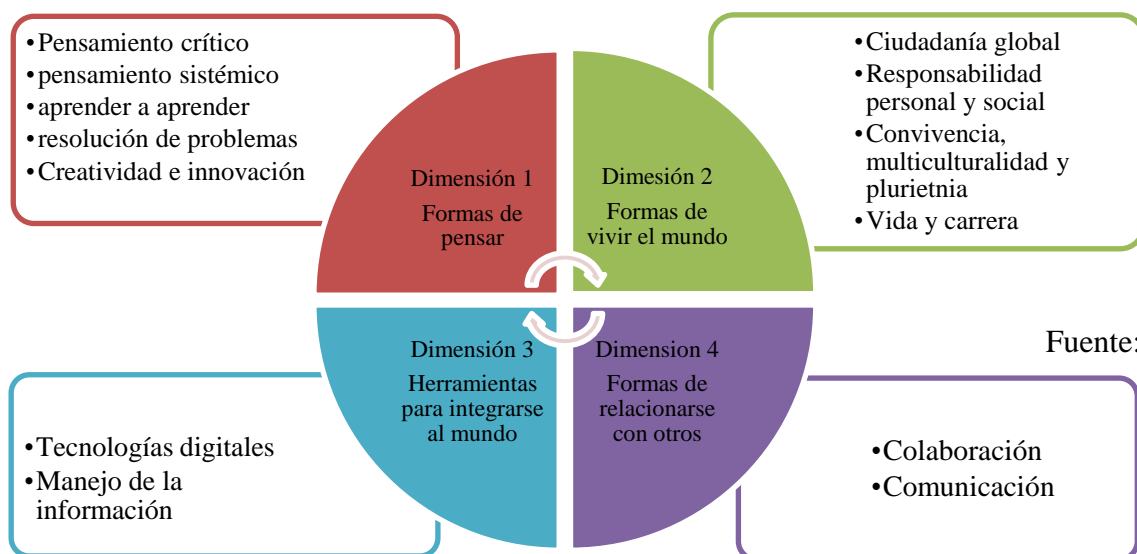 •Pensamiento crítico
•pensamiento sistémico
•aprender a aprender
•resolución de problemas
•Creatividad e innovación
Dimensión 1
Formas de
pensar
Dimesión 2
Formas de
vivir el mundo
•Ciudadanía global
•Responsabilidad
personal y social
•Convivencia,
multiculturalidad y
plurietnia
•Vida y carrera
Dimensión 3
Herramientas
para integrarse
al mundo
Dimension 4
Formas de
relacionarse
con otros
Fuente:
•Tecnologías digitales
•Manejo de la
información
•Colaboración
•Comunicación